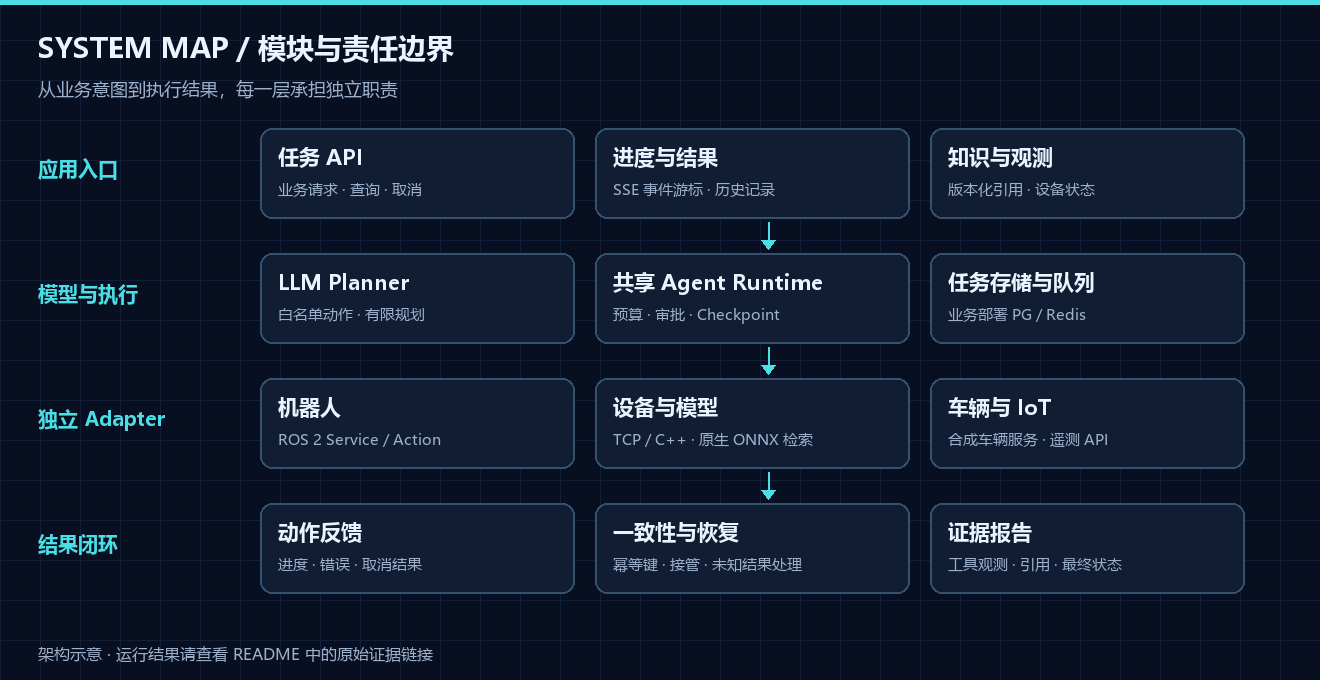 SYSTEM MAP / 模块与责任边界
从业务意图到执行结果，每一层承担独立职责
应用入口
任务 API
业务请求 · 查询 · 取消
进度与结果
SSE 事件游标 · 历史记录
知识与观测
版本化引用 · 设备状态
模型与执行
LLM Planner
白名单动作 · 有限规划
共享 Agent Runtime
预算 · 审批 · Checkpoint
任务存储与队列
业务部署 PG / Redis
独立 Adapter
机器人
ROS 2 Service / Action
设备与模型
TCP / C++ · 原生 ONNX 检索
车辆与 IoT
合成车辆服务 · 遥测 API
结果闭环
动作反馈
进度 · 错误 · 取消结果
一致性与恢复
幂等键 · 接管 · 未知结果处理
证据报告
工具观测 · 引用 · 最终状态
架构示意 · 运行结果请查看 README 中的原始证据链接